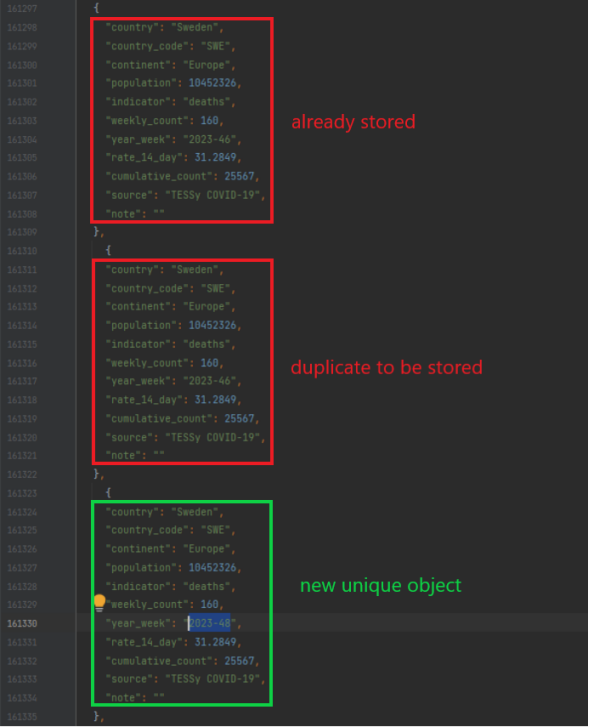 161297 {
161298 "country": "Sweden",
161299 "country_code": "SWE",
161300 "continent": "Europe",
161301 "population": 10452326,
161302 "indicator": "deaths",
161303 "weekly_count": 160,
already stored
161304 "year_week": "2023-46",
161305 "rate_14_day": 31.2849,
161306 "cumulative_count": 25567,
161307 "source": "TESSy COVID-19",
161308 "note": ""
161309 },
161310 {
161311 "country": "Sweden",
161312 "country_code": "SWE",
161313 "continent": "Europe",
161314 "population": 10452326,
161315 "indicator": "deaths",
161316 "weekly_count": 160,
duplicate to be stored
161317 "year_week": "2023-46",
161318 "rate_14_day": 31.2849,
161319 "cumulative_count": 25567,
161320 "source": "TESSy COVID-19",
161321 "note": ""
161322 },
161323 {
161324 "country": "Sweden",
161325 "country_code": "SWE",
161326 "continent": "Europe",
161327 "population": 10452326,
161328 "indicator": "deaths",
new unique object
161329 "weekly_count": 160,
161330 "year_week": "2023-48",
161331 "rate_14_day": 31.2849,
161332 "cumulative_count": 25567,
161333 "source": "TESSy COVID-19",
161334 "note": ""
161335 },